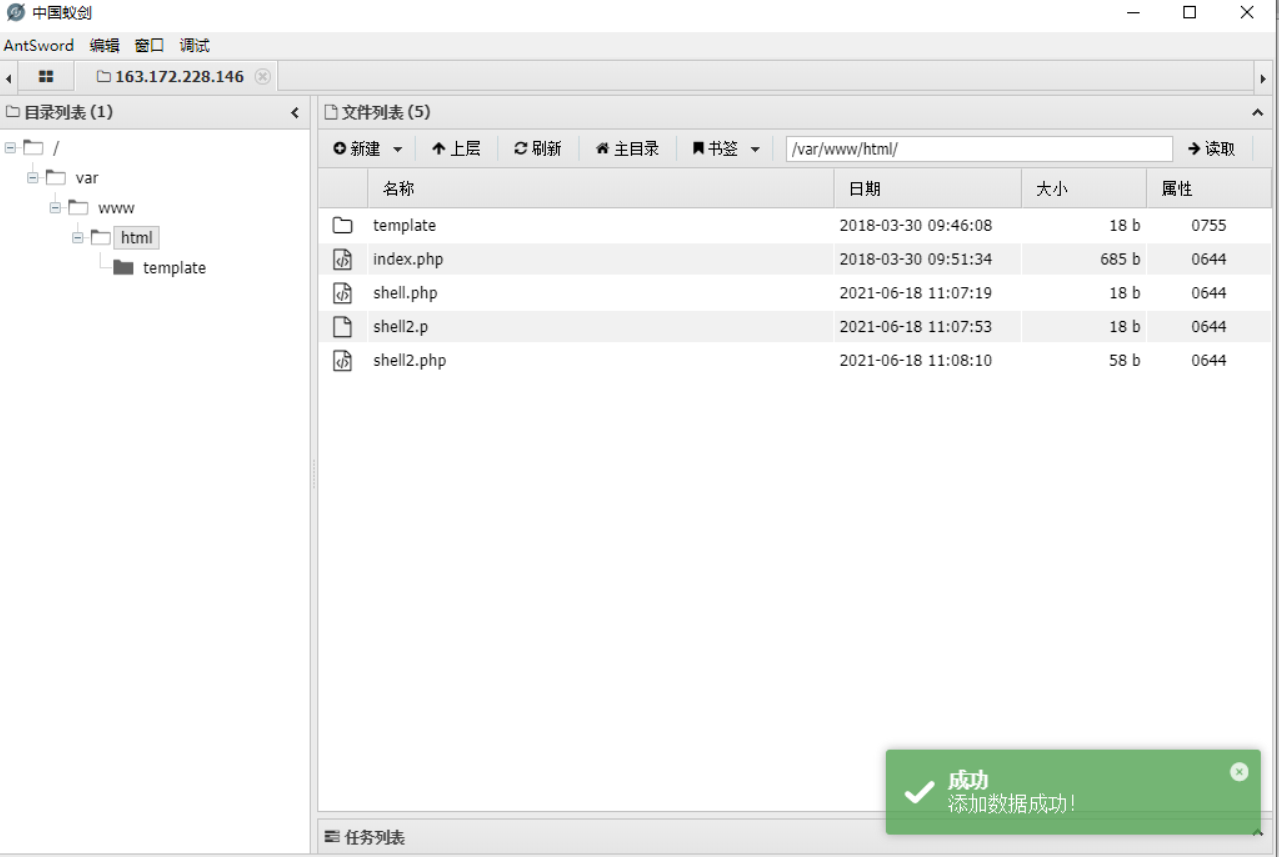 中国蚁剑
AntSword 编辑 窗口 调试
163.172.228.146
目录列表 (1)
文件列表 (5)
新建 上层 刷新 主目录 书签 /var/www/html/ 读取
/
var
www
html
template
名称 日期 大小 属性
template 2018-03-30 09:46:08 18 b 0755
index.php 2018-03-30 09:51:34 685 b 0644
shell.php 2021-06-18 11:07:19 18 b 0644
shell2.p 2021-06-18 11:07:53 18 b 0644
shell2.php 2021-06-18 11:08:10 58 b 0644
成功
添加数据成功!
任务列表